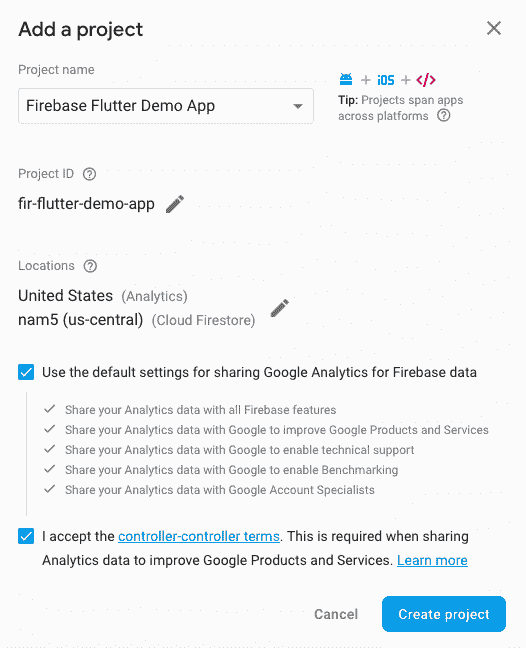 Add a project
Project name
Firebase Flutter Demo App
+ iOS + </>
Tip: Projects span apps
across platforms
Project ID
fir-flutter-demo-app
Locations
United States (Analytics)
nam5 (us-central) (Cloud Firestore)
Use the default settings for sharing Google Analytics for Firebase data
Share your Analytics data with all Firebase features
Share your Analytics data with Google to improve Google Products and Services
Share your Analytics data with Google to enable technical support
Share your Analytics data with Google to enable Benchmarking
Share your Analytics data with Google Account Specialists
I accept the controller-controller terms. This is required when sharing
Analytics data to improve Google Products and Services. Learn more
Cancel
Create project